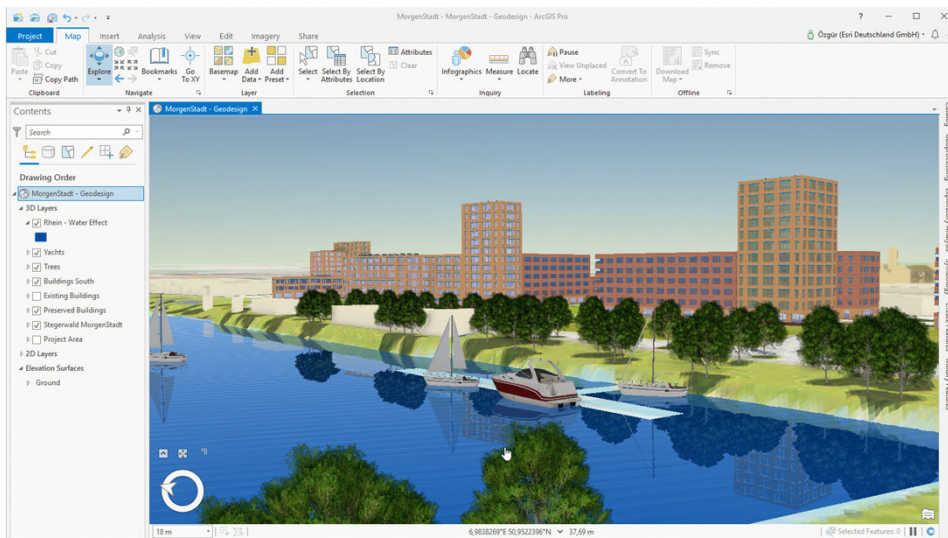 MorgenStadt - MorgenStadt - Geodesign - ArcGIS Pro
?
Project Map Insert Analysis View Edit Imagery Share
Özgür (Esri Deutschland GmbH)
Paste
Cut
Copy
Copy Path
Clipboard
Explore
Bookmarks
Go To XY
Navigate
Basemap
Add Data
Add Preset
Layer
Select
Select By Attributes
Select By Location
Attributes
Clear
Selection
Infographics
Measure
Locate
Inquiry
Pause
View Unplaced
More
Convert To Annotation
Labeling
Download Map
Sync
Remove
Offline
Contents
Search
Drawing Order
MorgenStadt - Geodesign
3D Layers
Rhein - Water Effect
Yachts
Trees
Buildings South
Existing Buildings
Preserved Buildings
Stegerwald MorgenStadt
Project Area
2D Layers
Elevation Surfaces
Ground
MorgenStadt - Geodesign
18 m
6,9838269°E 50,9522396°N
37,69 m
Selected Features: 0